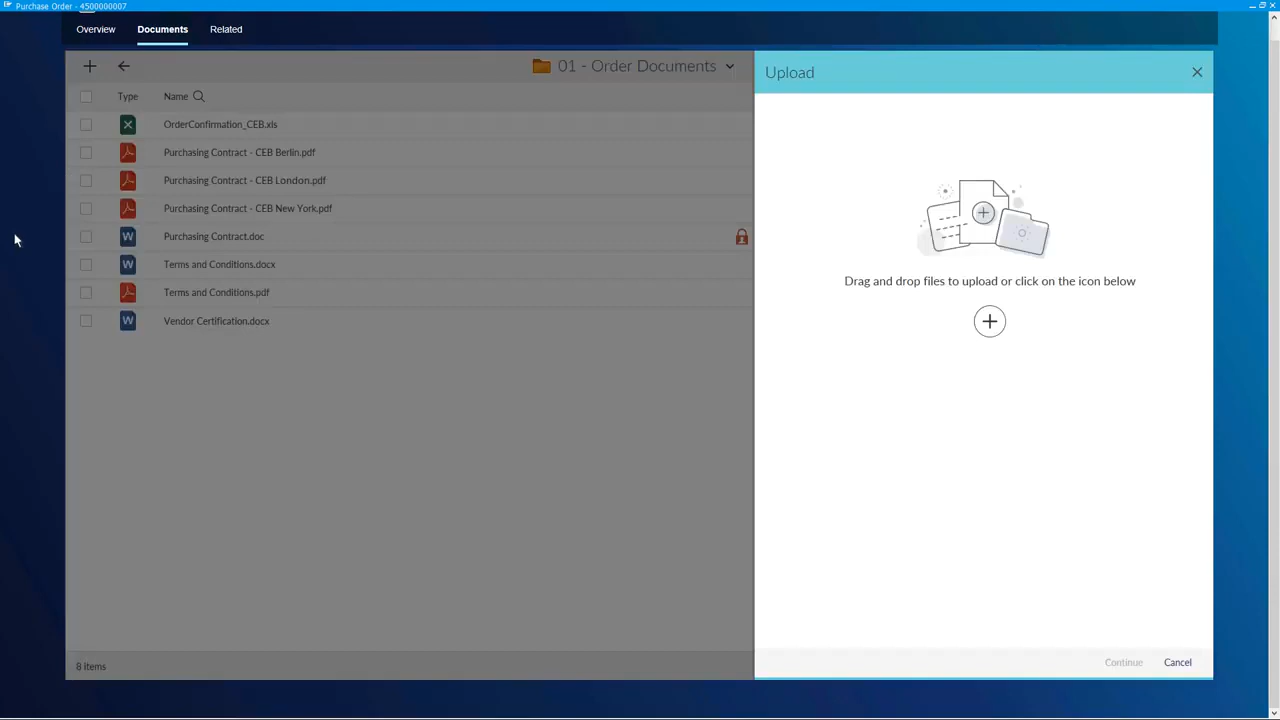 Purchase Order - 4500000007
Overview Documents Related
01 - Order Documents
Upload
Type Name
OrderConfirmation_CEB.xls
Purchasing Contract - CEB Berlin.pdf
Purchasing Contract - CEB London.pdf
Purchasing Contract - CEB New York.pdf
Purchasing Contract.doc
Terms and Conditions.docx
Terms and Conditions.pdf
Vendor Certification.docx
Drag and drop files to upload or click on the icon below
8 items
Continue Cancel